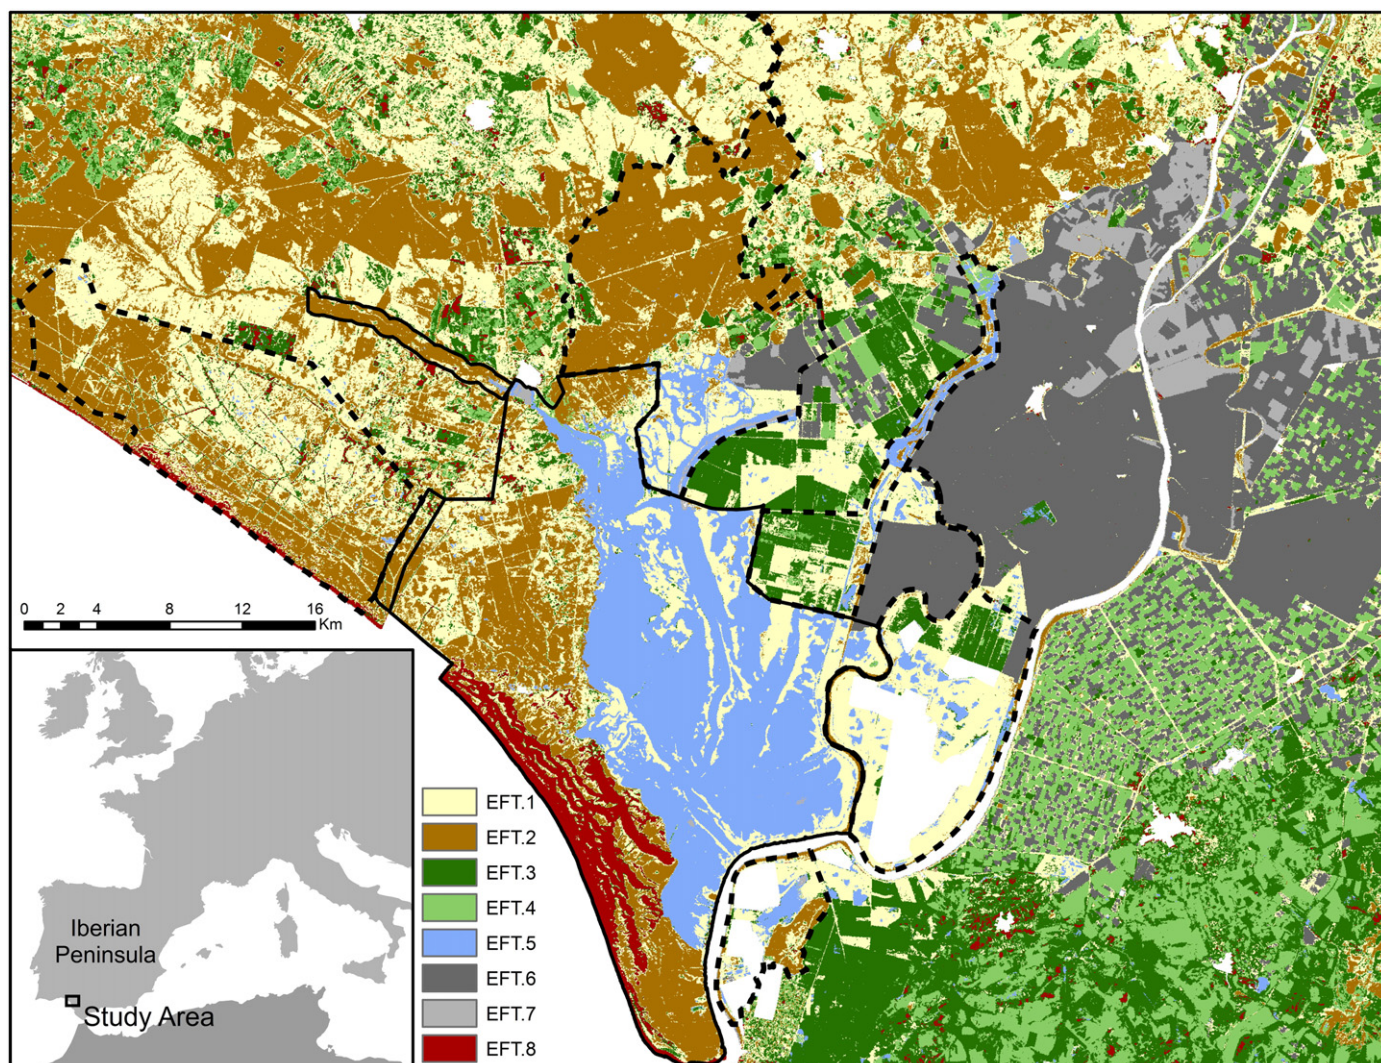 0 2 4 8 12 16
Km
Iberian
Peninsula
Study Area
EFT.1
EFT.2
EFT.3
EFT.4
EFT.5
EFT.6
EFT.7
EFT.8